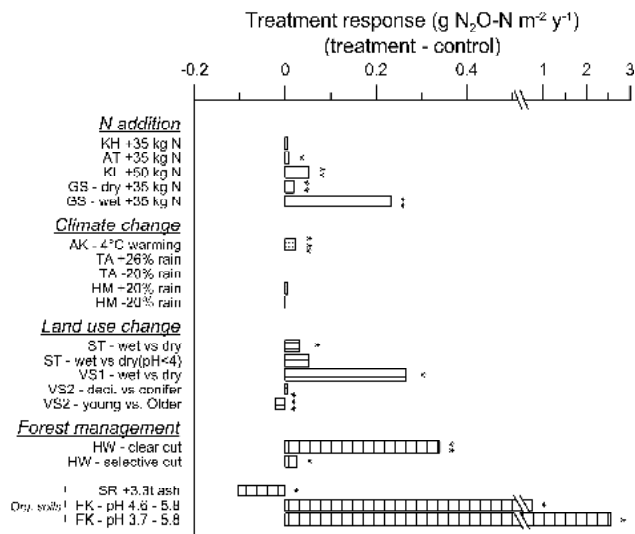 Treatment response (g N₂O-N m⁻² y⁻¹)
(treatment - control)
-0.2 0 0.2 1 2 3
N addition
KH +35 kg N
AT +35 kg N *
KL +50 kg N **
GS - dry +35 kg N **
GS - wet +35 kg N **
Climate change
AK - 4°C warming ***
TA +26% rain
TA -20% rain
HM +20% rain
HM -20% rain
Land use change
ST - wet vs dry *
ST - wet vs dry(pH<4)
VS1 - wet vs dry *
VS2 - deci. vs conifer
VS2 - young vs. Older ***
Forest management
HW - clear cut **
HW - selective cut *
SR +3.3t ash *
Org. soils
FK - pH 4.6 - 5.8 *
FK - pH 3.7 - 5.8 *